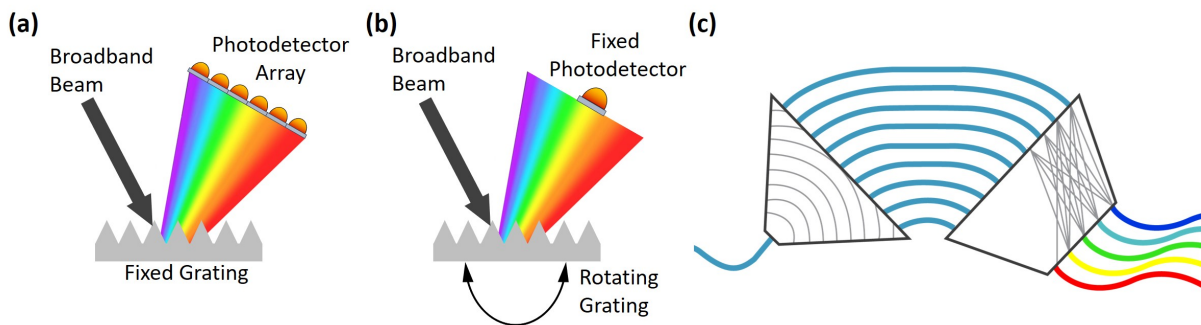 (a)
Broadband
Beam
Photodetector
Array
Fixed Grating
(b)
Broadband
Beam
Fixed
Photodetector
Rotating
Grating
(c)